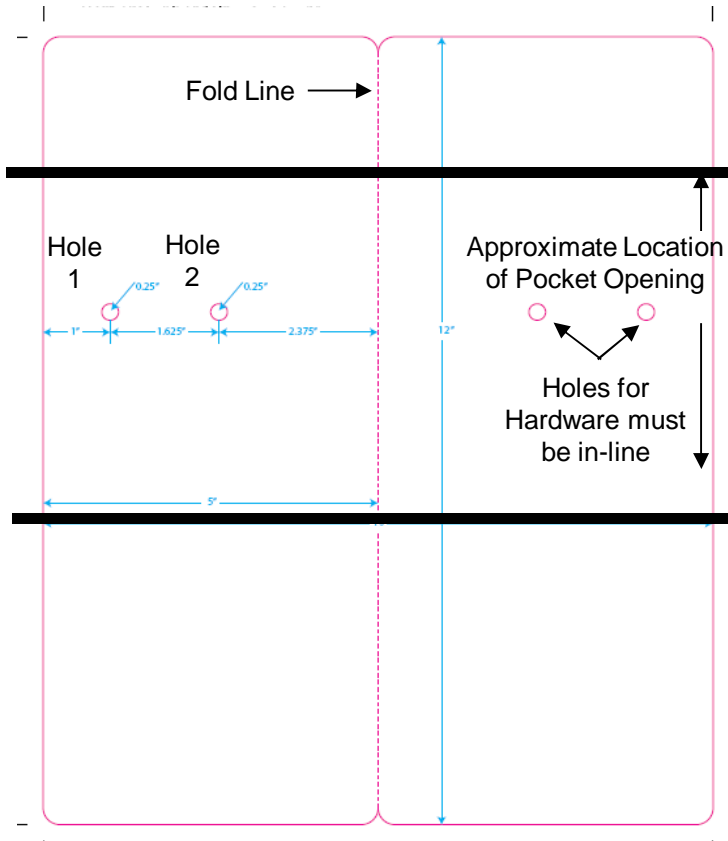 Fold Line
Hole
1
Hole
2
Approximate Location
of Pocket Opening
0.25"
0.25"
1"
1.625"
2.375"
12"
Holes for
Hardware must
be in-line
5"